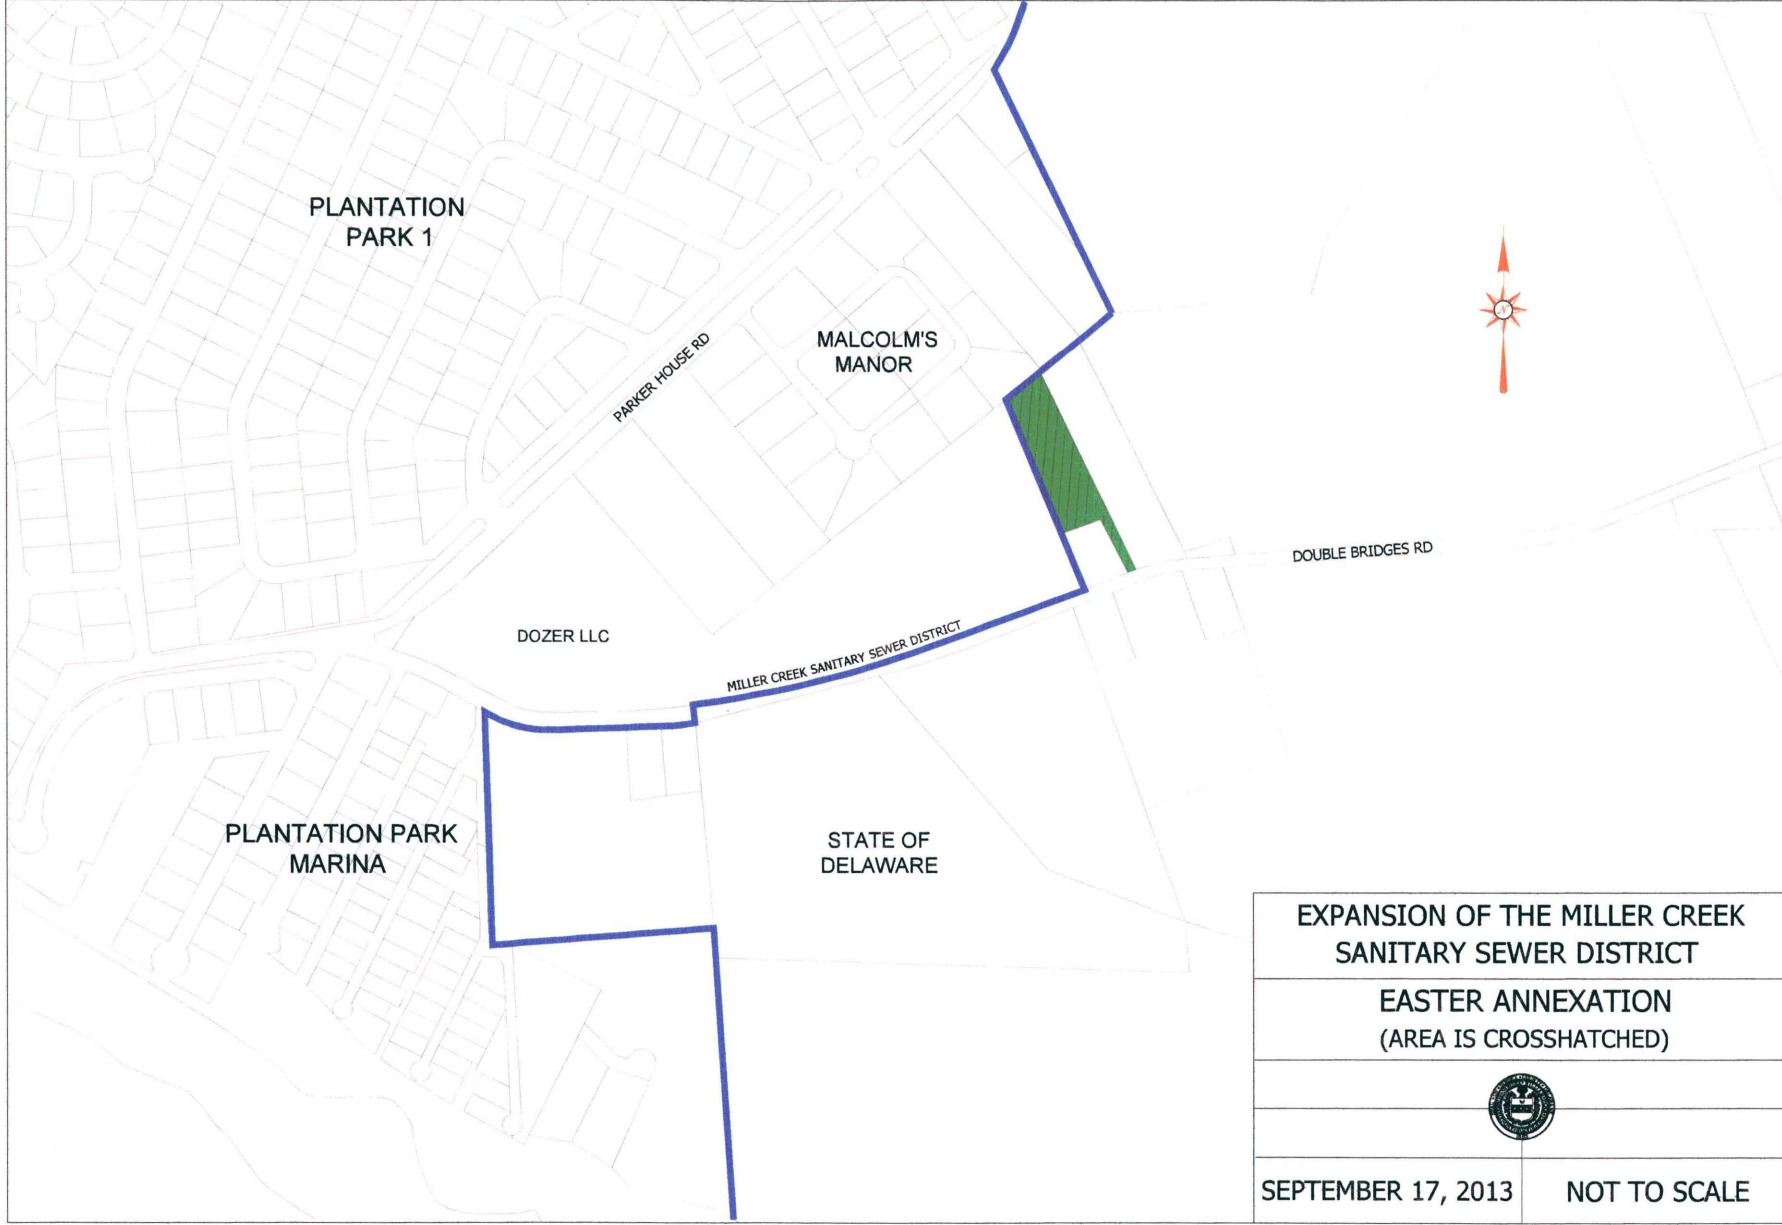 PLANTATION
PARK 1
MALCOLM'S
MANOR
PARKER HOUSE RD
DOUBLE BRIDGES RD
DOZER LLC
MILLER CREEK SANITARY SEWER DISTRICT
PLANTATION PARK
MARINA
STATE OF
DELAWARE
N
EXPANSION OF THE MILLER CREEK
SANITARY SEWER DISTRICT
EASTER ANNEXATION
(AREA IS CROSSHATCHED)
SEPTEMBER 17, 2013
NOT TO SCALE